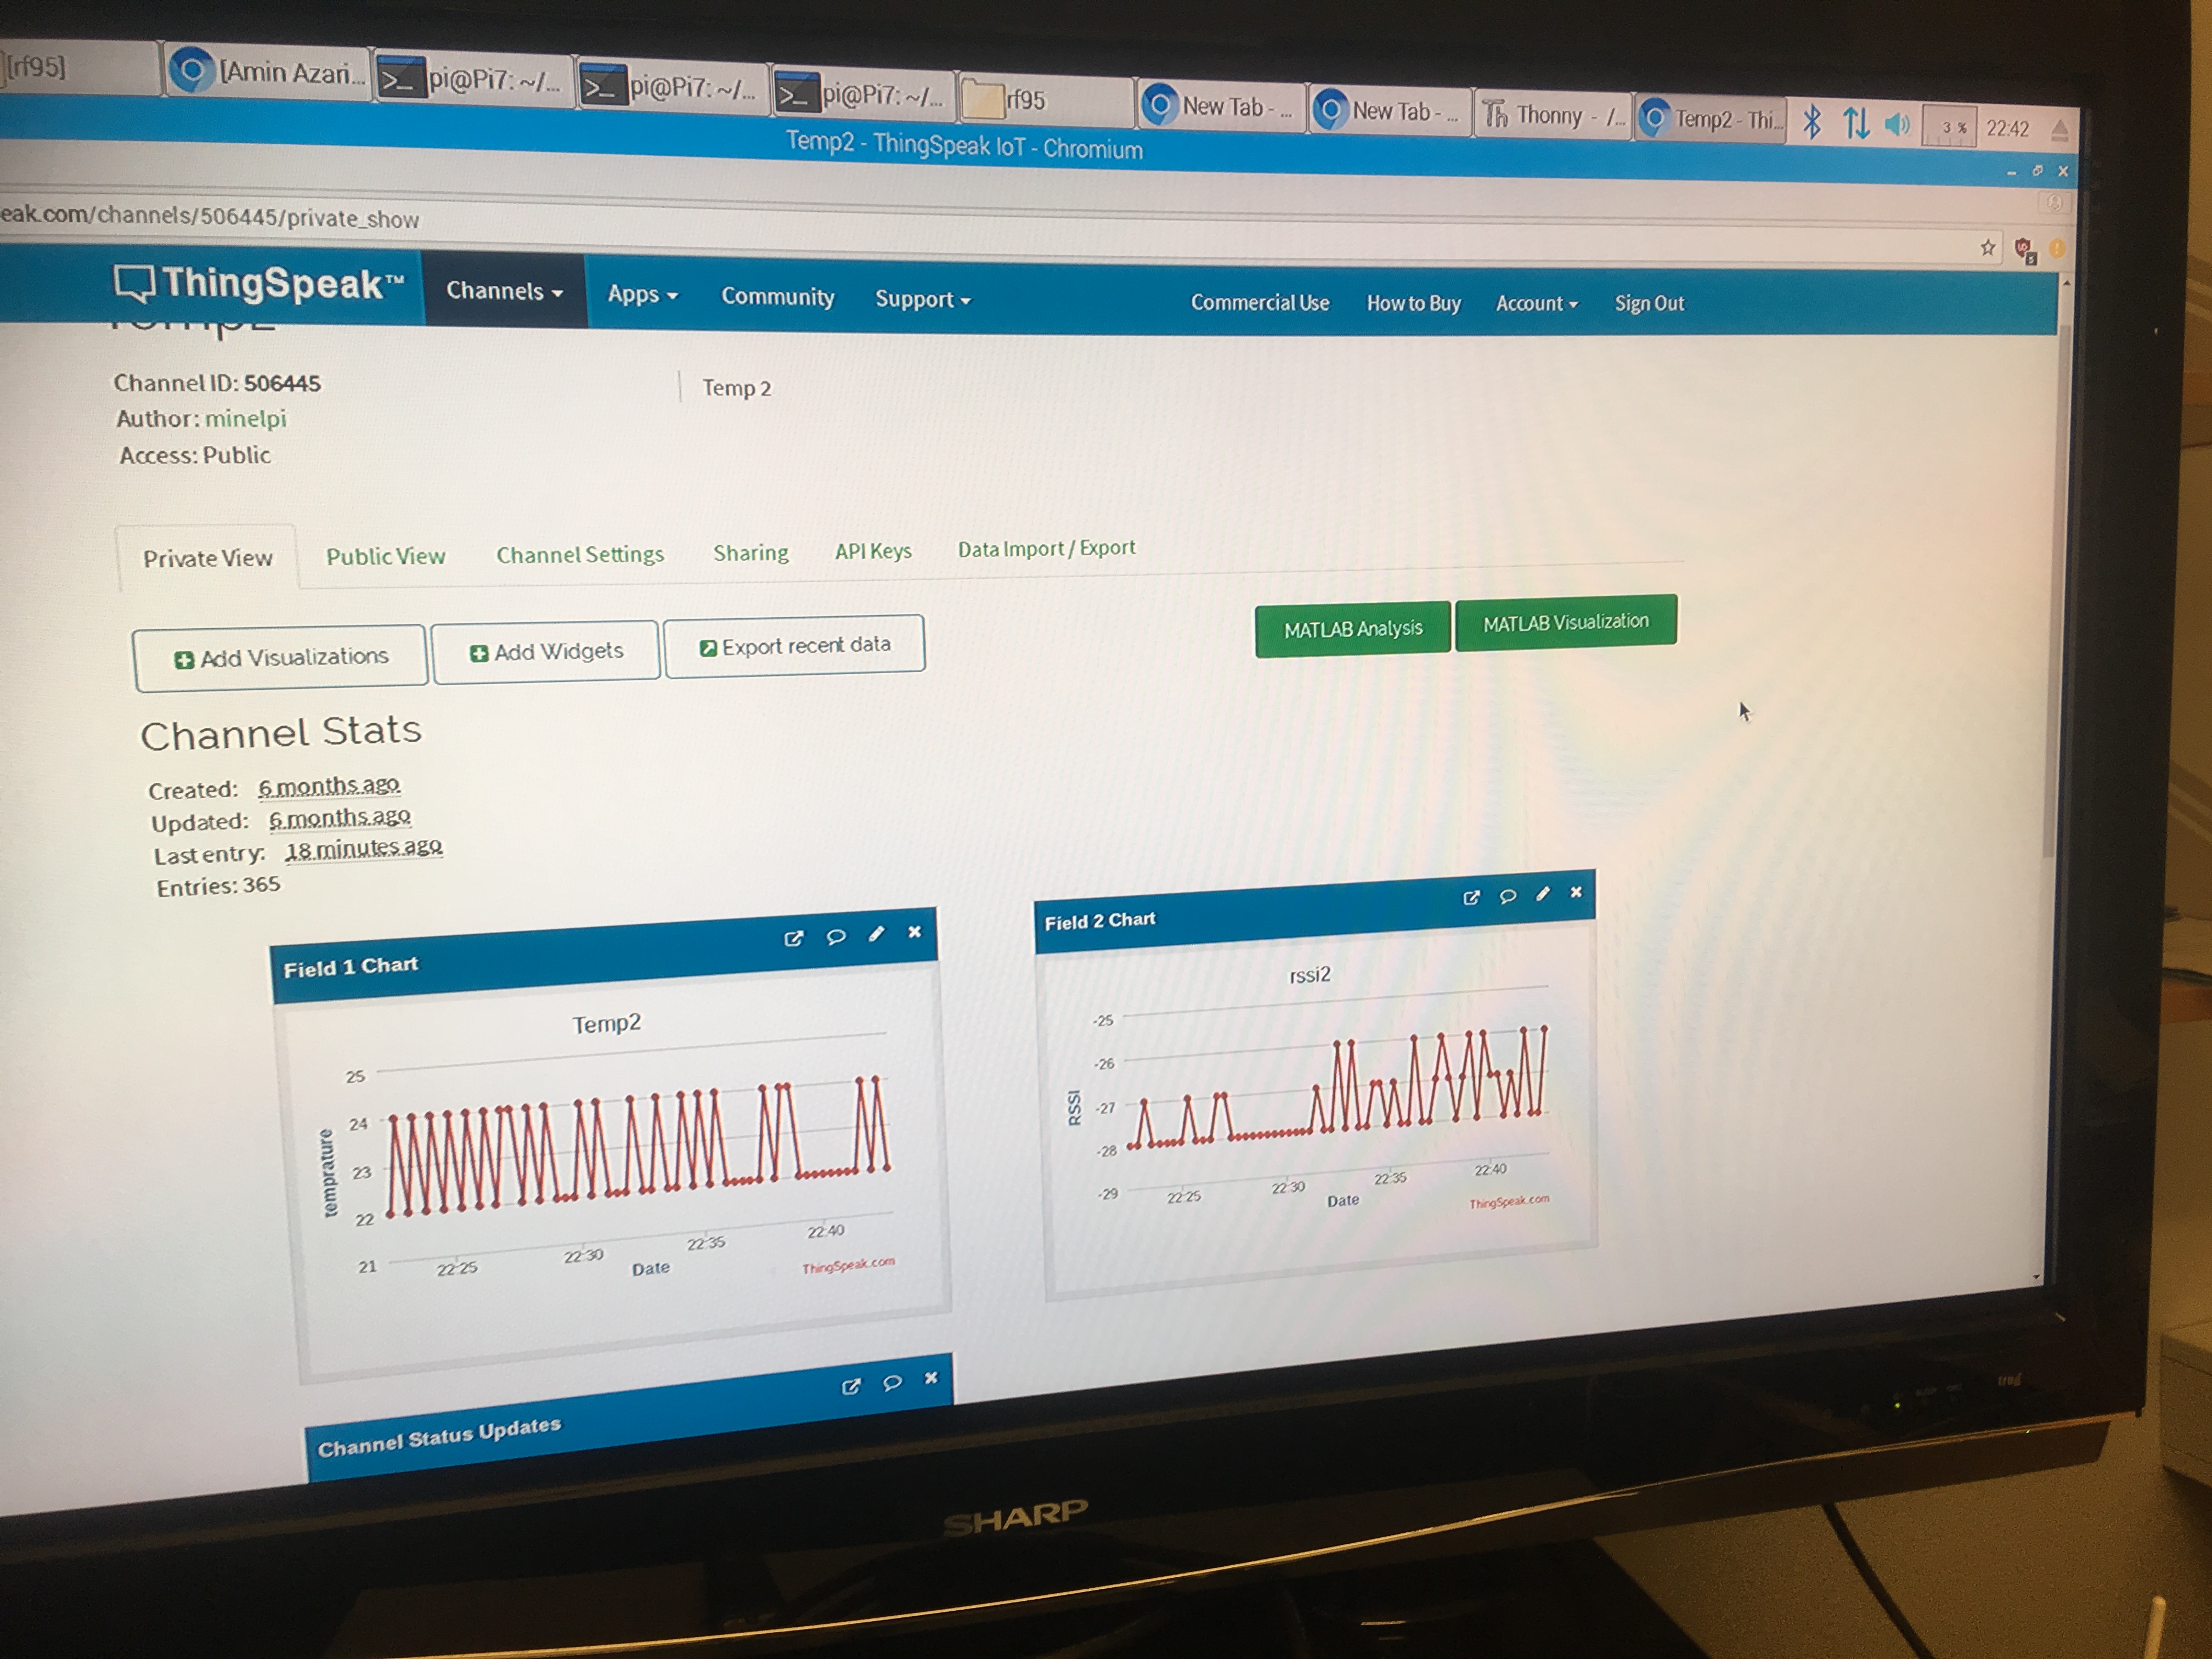 [rf95] [Amin Azari... pi@Pi7: ~/... pi@Pi7: ~/... pi@Pi7: ~/... rf95 New Tab - ... New Tab - ... Thonny - /... Temp2 - Thi... 3 % 22:42
Temp2 - ThingSpeak IoT - Chromium
eak.com/channels/506445/private_show
ThingSpeak™ Channels Apps Community Support Commercial Use How to Buy Account Sign Out
Temp2
Channel ID: 506445 Temp 2
Author: minelpi
Access: Public
Private View Public View Channel Settings Sharing API Keys Data Import / Export
Add Visualizations Add Widgets Export recent data MATLAB Analysis MATLAB Visualization
Channel Stats
Created: 6 months ago
Updated: 6 months ago
Last entry: 18 minutes ago
Entries: 365
Field 1 Chart
Temp2
temprature
25
24
23
22
21
22:25 22:30 22:35 22:40
Date
ThingSpeak.com
Field 2 Chart
rssi2
RSSI
-25
-26
-27
-28
-29
22:25 22:30 22:35 22:40
Date
ThingSpeak.com
Channel Status Updates
SHARP